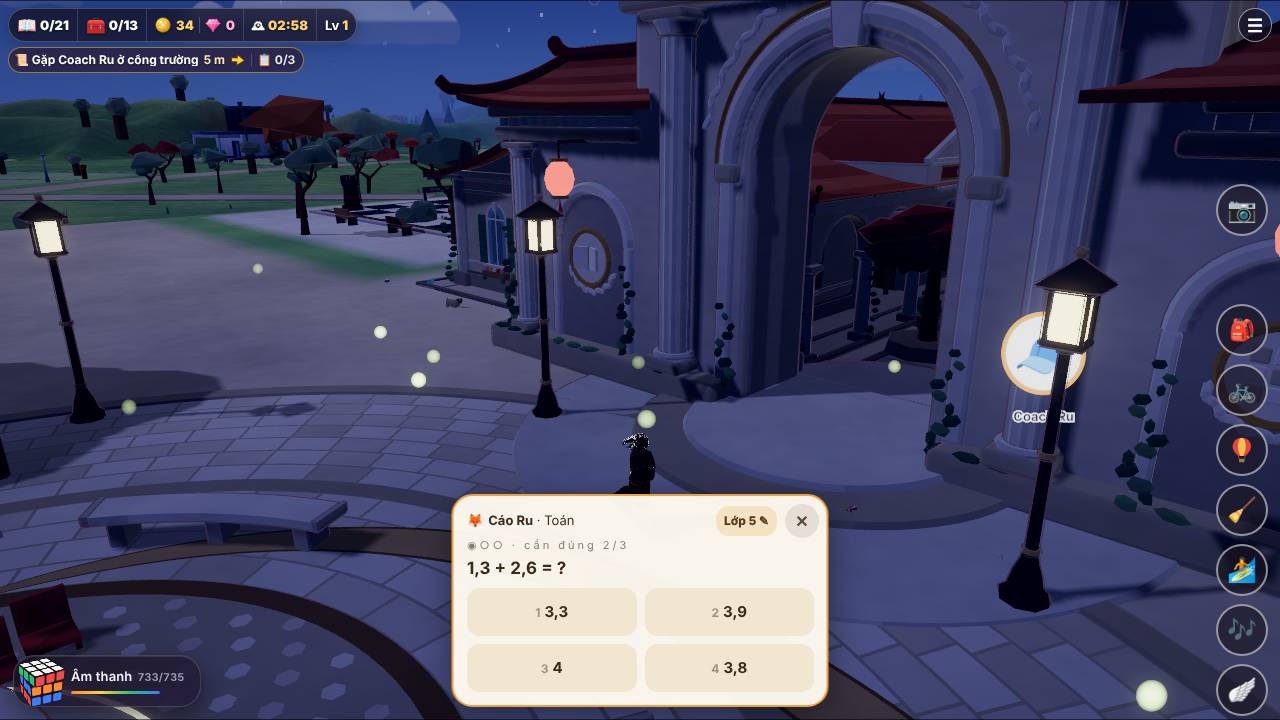 0/21 0/13 34 0 02:58 Lv 1
Gặp Coach Ru ở cổng trường 5 m 0/3
Coach Ru
Cáo Ru · Toán Lớp 5
cần đúng 2/3
1,3 + 2,6 = ?
1 3,3
2 3,9
3 4
4 3,8
Âm thanh 733/735